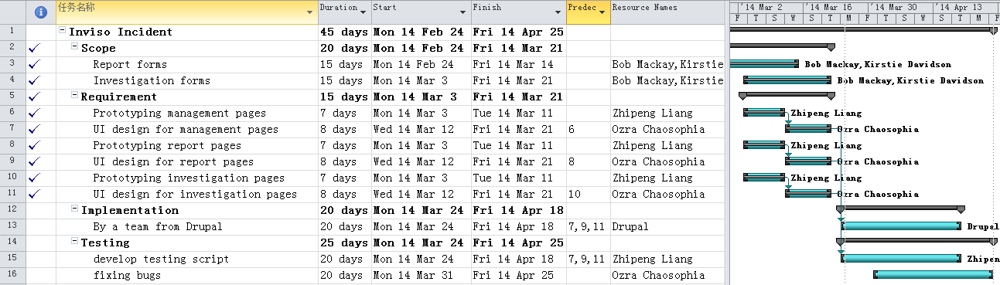 任务名称 Duration Start Finish Predec Resource Names '14 Mar 2 '14 Mar 16 '14 Mar 30 '14 Apr 13
F T S W S T M F T S W S T M F
1 Inviso Incident 45 days Mon 14 Feb 24 Fri 14 Apr 25
2 Scope 20 days Mon 14 Feb 24 Fri 14 Mar 21
3 Report forms 15 days Mon 14 Feb 24 Fri 14 Mar 14 Bob Mackay,Kirstie Bob Mackay,Kirstie Davidson
4 Investigation forms 15 days Mon 14 Mar 3 Fri 14 Mar 21 Bob Mackay,Kirstie Bob Mackay,Kirstie Davidson
5 Requirement 15 days Mon 14 Mar 3 Fri 14 Mar 21
6 Prototyping management pages 7 days Mon 14 Mar 3 Tue 14 Mar 11 Zhipeng Liang Zhipeng Liang
7 UI design for management pages 8 days Wed 14 Mar 12 Fri 14 Mar 21 6 Ozra Chaosophia Ozra Chaosophia
8 Prototyping report pages 7 days Mon 14 Mar 3 Tue 14 Mar 11 Zhipeng Liang Zhipeng Liang
9 UI design for report pages 8 days Wed 14 Mar 12 Fri 14 Mar 21 8 Ozra Chaosophia Ozra Chaosophia
10 Prototyping investigation pages 7 days Mon 14 Mar 3 Tue 14 Mar 11 Zhipeng Liang Zhipeng Liang
11 UI design for investigation pages 8 days Wed 14 Mar 12 Fri 14 Mar 21 10 Ozra Chaosophia Ozra Chaosophia
12 Implementation 20 days Mon 14 Mar 24 Fri 14 Apr 18
13 By a team from Drupal 20 days Mon 14 Mar 24 Fri 14 Apr 18 7,9,11 Drupal Drupal
14 Testing 25 days Mon 14 Mar 24 Fri 14 Apr 25
15 develop testing script 20 days Mon 14 Mar 24 Fri 14 Apr 18 7,9,11 Zhipeng Liang Zhipen
16 fixing bugs 20 days Mon 14 Mar 31 Fri 14 Apr 25 Ozra Chaosophia